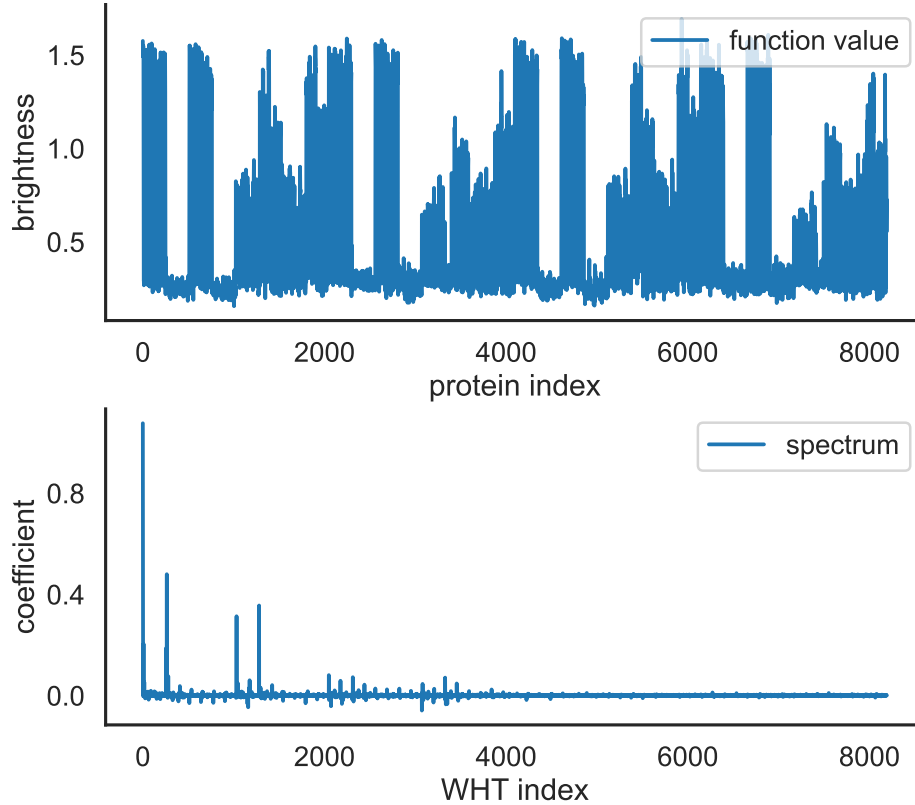 function value
1.5
1.0
0.5
brightness
0 2000 4000 6000 8000
protein index
spectrum
0.8
0.4
0.0
coefficient
0 2000 4000 6000 8000
WHT index